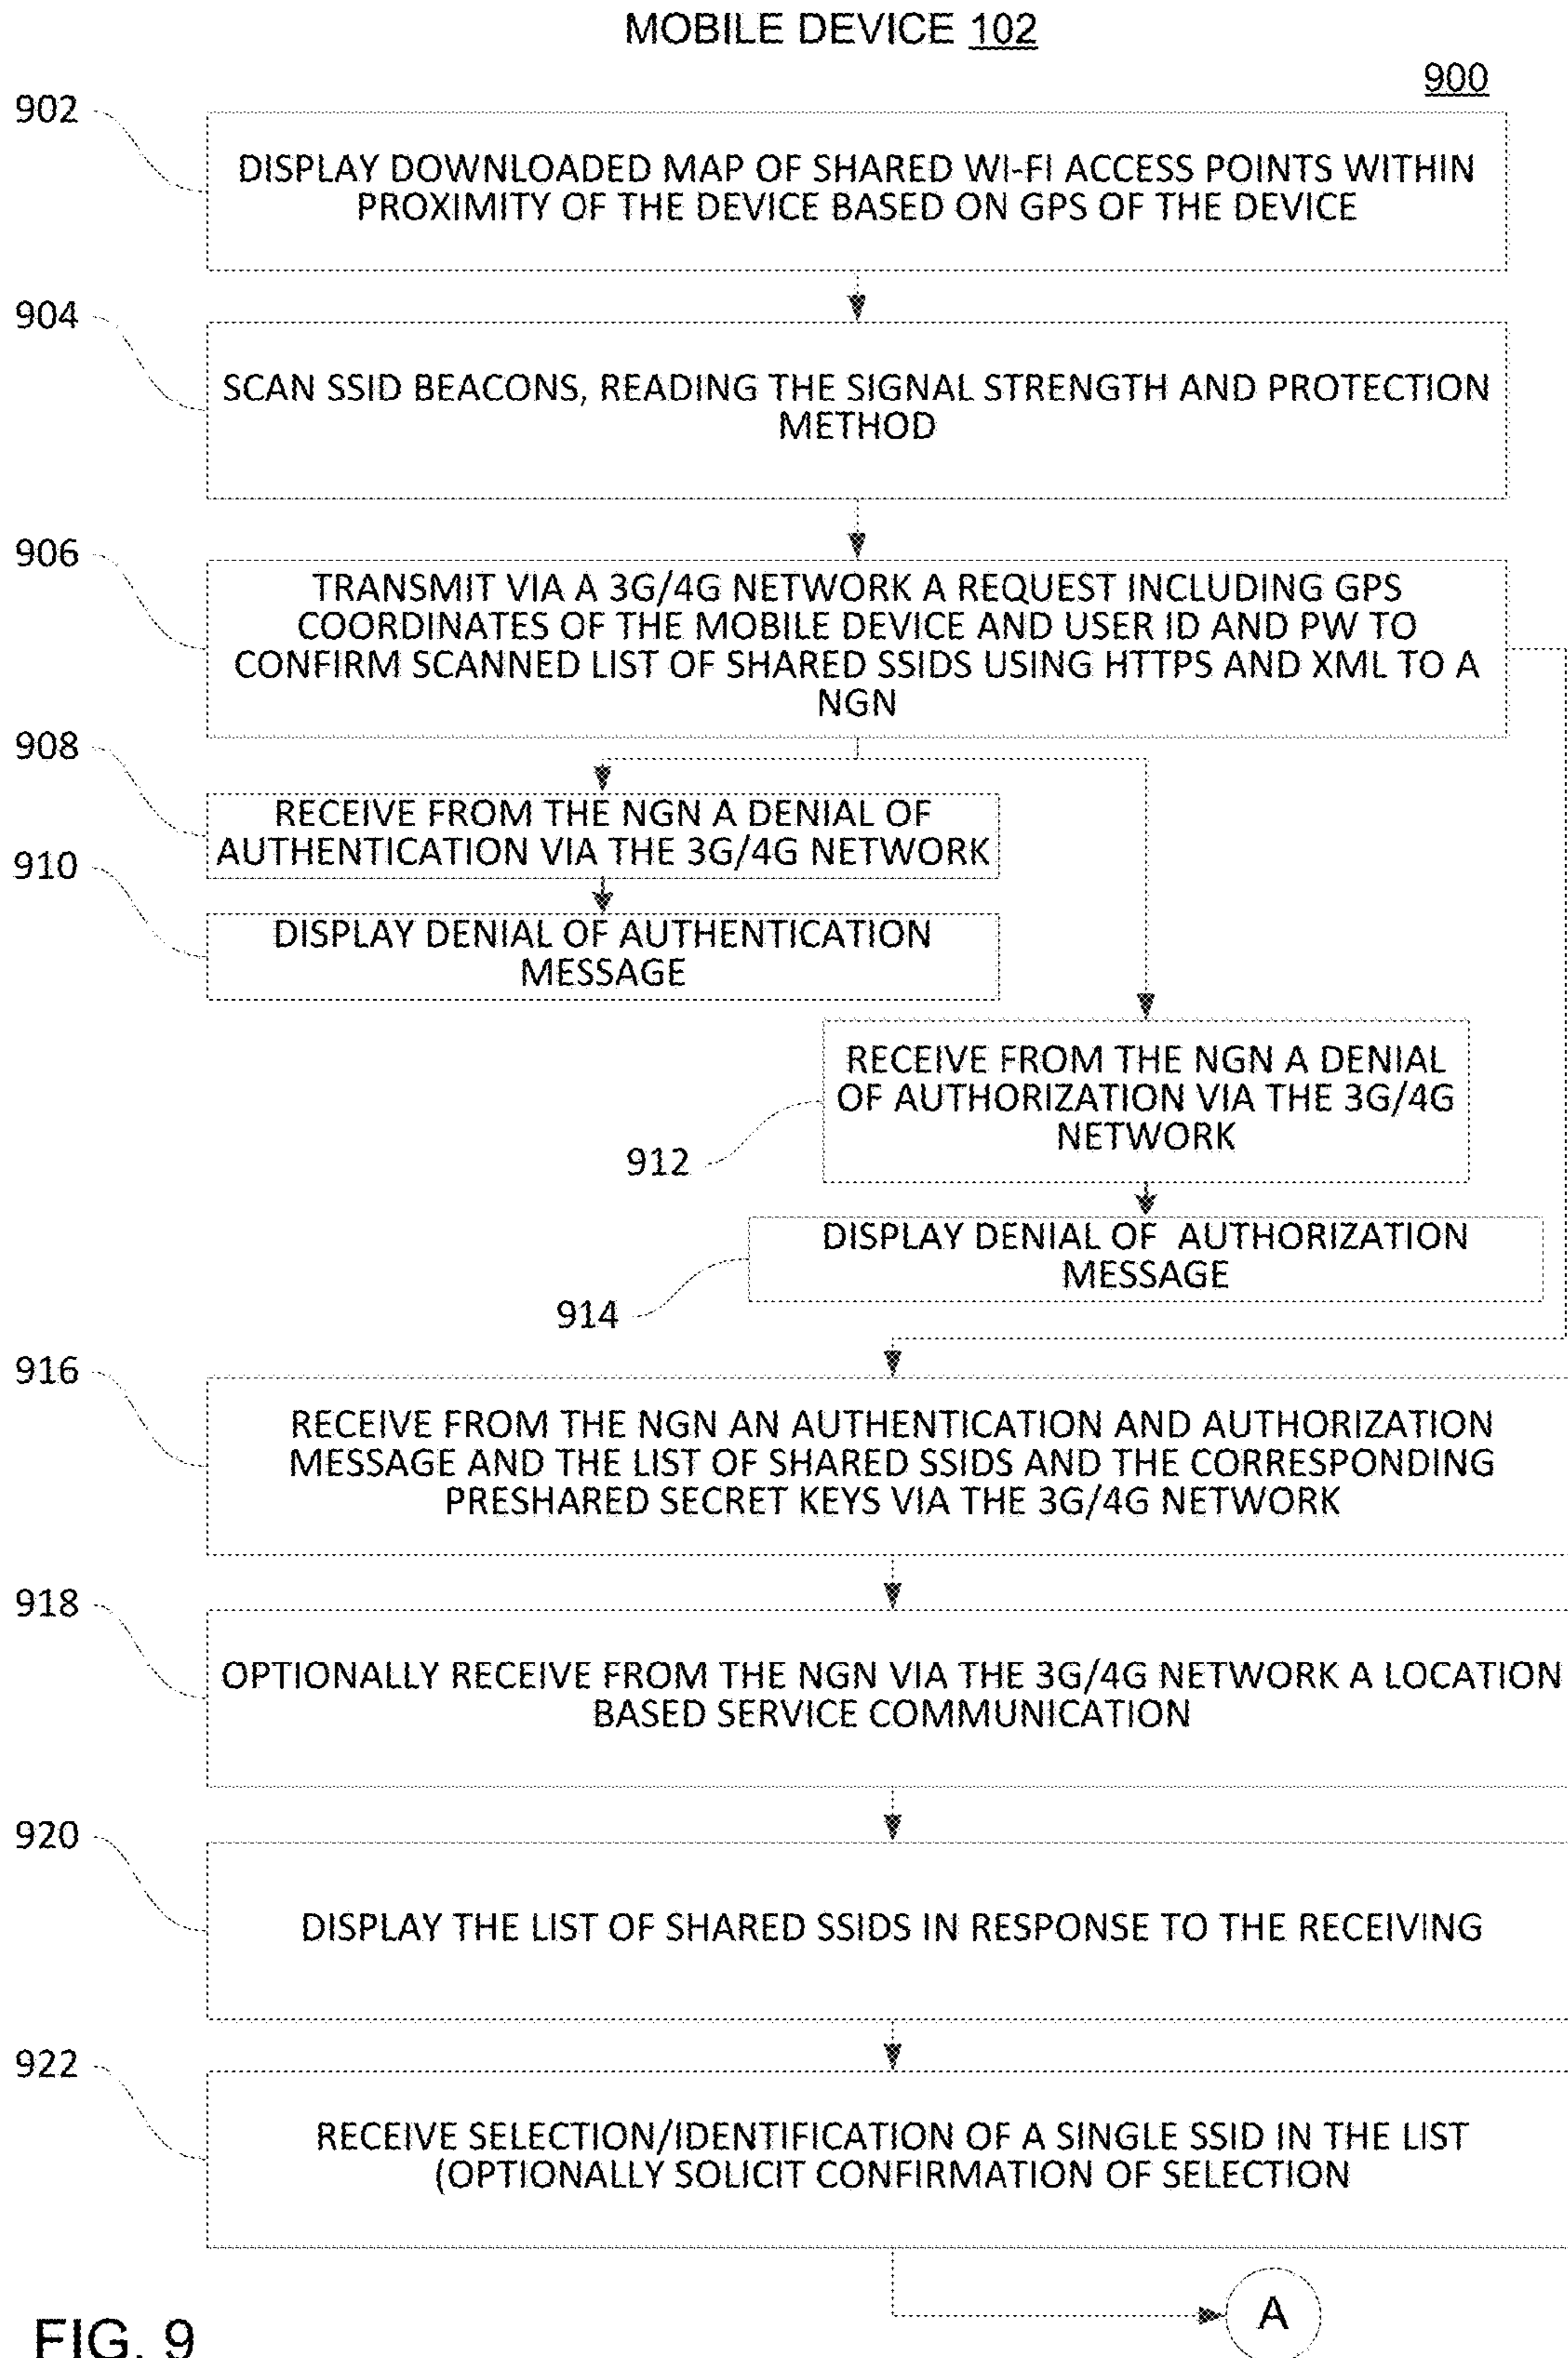 MOBILE DEVICE 102
900
902
DISPLAY DOWNLOADED MAP OF SHARED WI-FI ACCESS POINTS WITHIN
PROXIMITY OF THE DEVICE BASED ON GPS OF THE DEVICE
904
SCAN SSID BEACONS, READING THE SIGNAL STRENGTH AND PROTECTION
METHOD
906
TRANSMIT VIA A 3G/4G NETWORK A REQUEST INCLUDING GPS
COORDINATES OF THE MOBILE DEVICE AND USER ID AND PW TO
CONFIRM SCANNED LIST OF SHARED SSIDS USING HTTPS AND XML TO A
NGN
908
RECEIVE FROM THE NGN A DENIAL OF
AUTHENTICATION VIA THE 3G/4G NETWORK
910
DISPLAY DENIAL OF AUTHENTICATION
MESSAGE
RECEIVE FROM THE NGN A DENIAL
OF AUTHORIZATION VIA THE 3G/4G
NETWORK
912
DISPLAY DENIAL OF AUTHORIZATION
MESSAGE
914
916
RECEIVE FROM THE NGN AN AUTHENTICATION AND AUTHORIZATION
MESSAGE AND THE LIST OF SHARED SSIDS AND THE CORRESPONDING
PRESHARED SECRET KEYS VIA THE 3G/4G NETWORK
918
OPTIONALLY RECEIVE FROM THE NGN VIA THE 3G/4G NETWORK A LOCATION
BASED SERVICE COMMUNICATION
920
DISPLAY THE LIST OF SHARED SSIDS IN RESPONSE TO THE RECEIVING
922
RECEIVE SELECTION/IDENTIFICATION OF A SINGLE SSID IN THE LIST
(OPTIONALLY SOLICIT CONFIRMATION OF SELECTION
A
FIG. 9